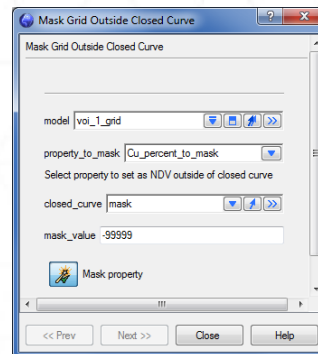 Mask Grid Outside Closed Curve
Mask Grid Outside Closed Curve
model voi_1_grid
property_to_mask Cu_percent_to_mask
Select property to set as NDV outside of closed curve
closed_curve mask
mask_value -99999
Mask property
<< Prev Next >> Close Help